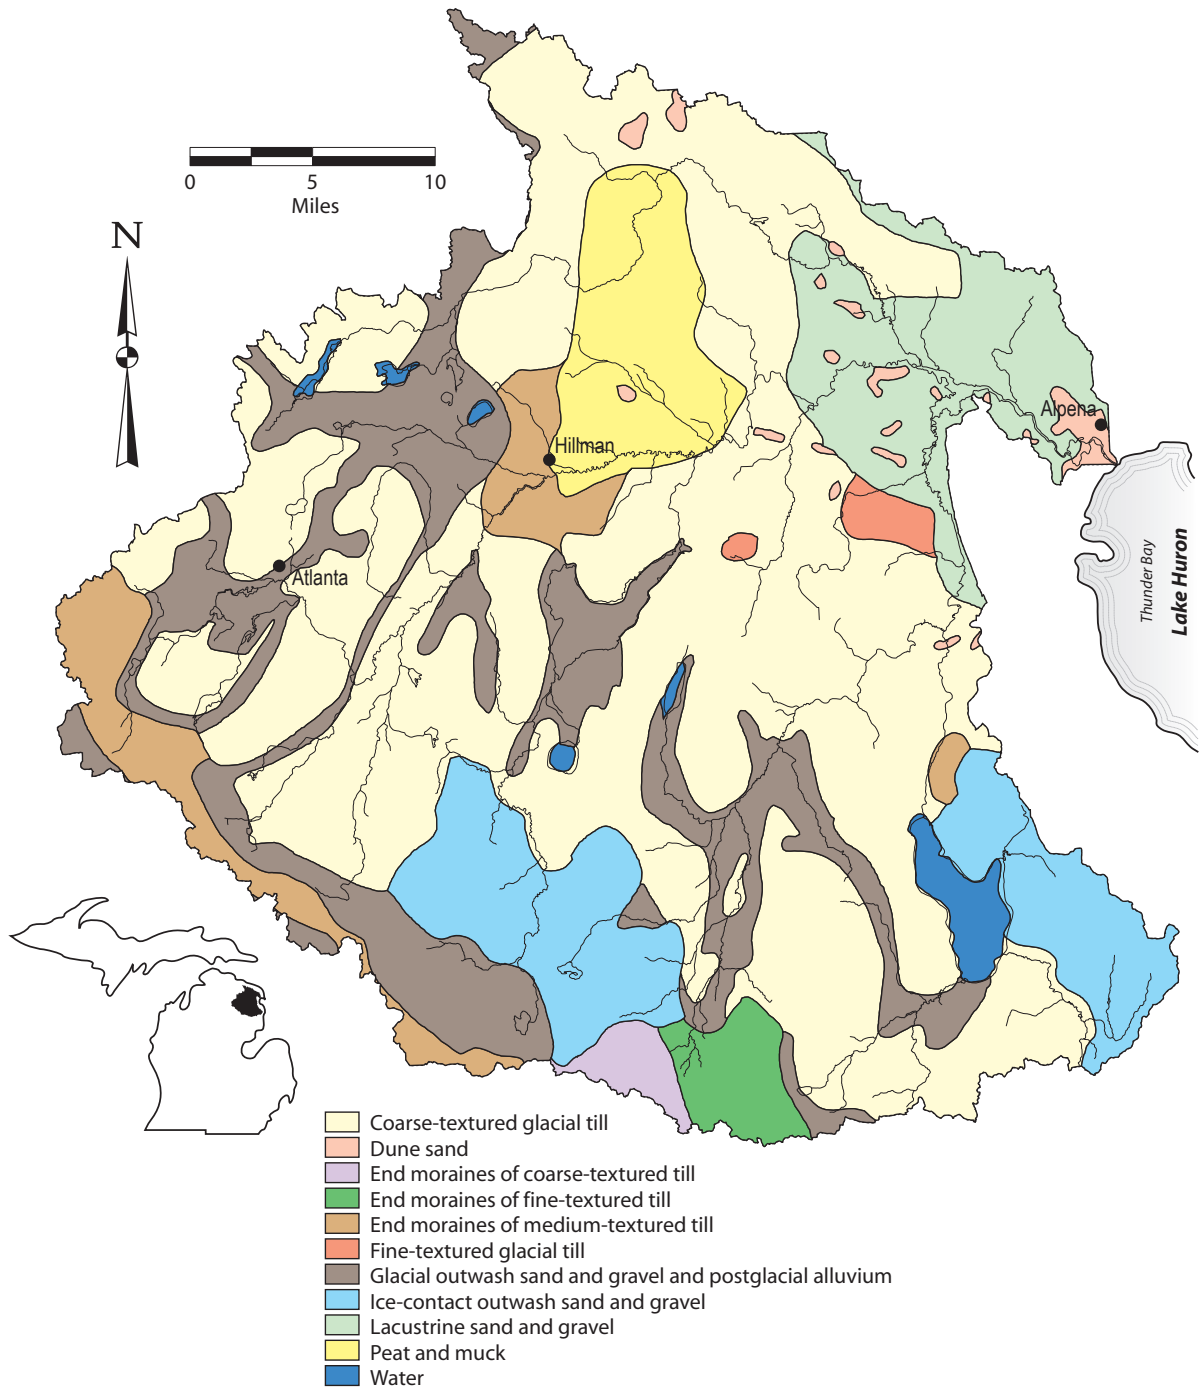 0 5 10
Miles
N
Alpena
Hillman
Atlanta
Thunder Bay
Lake Huron
Coarse-textured glacial till
Dune sand
End moraines of coarse-textured till
End moraines of fine-textured till
End moraines of medium-textured till
Fine-textured glacial till
Glacial outwash sand and gravel and postglacial alluvium
Ice-contact outwash sand and gravel
Lacustrine sand and gravel
Peat and muck
Water